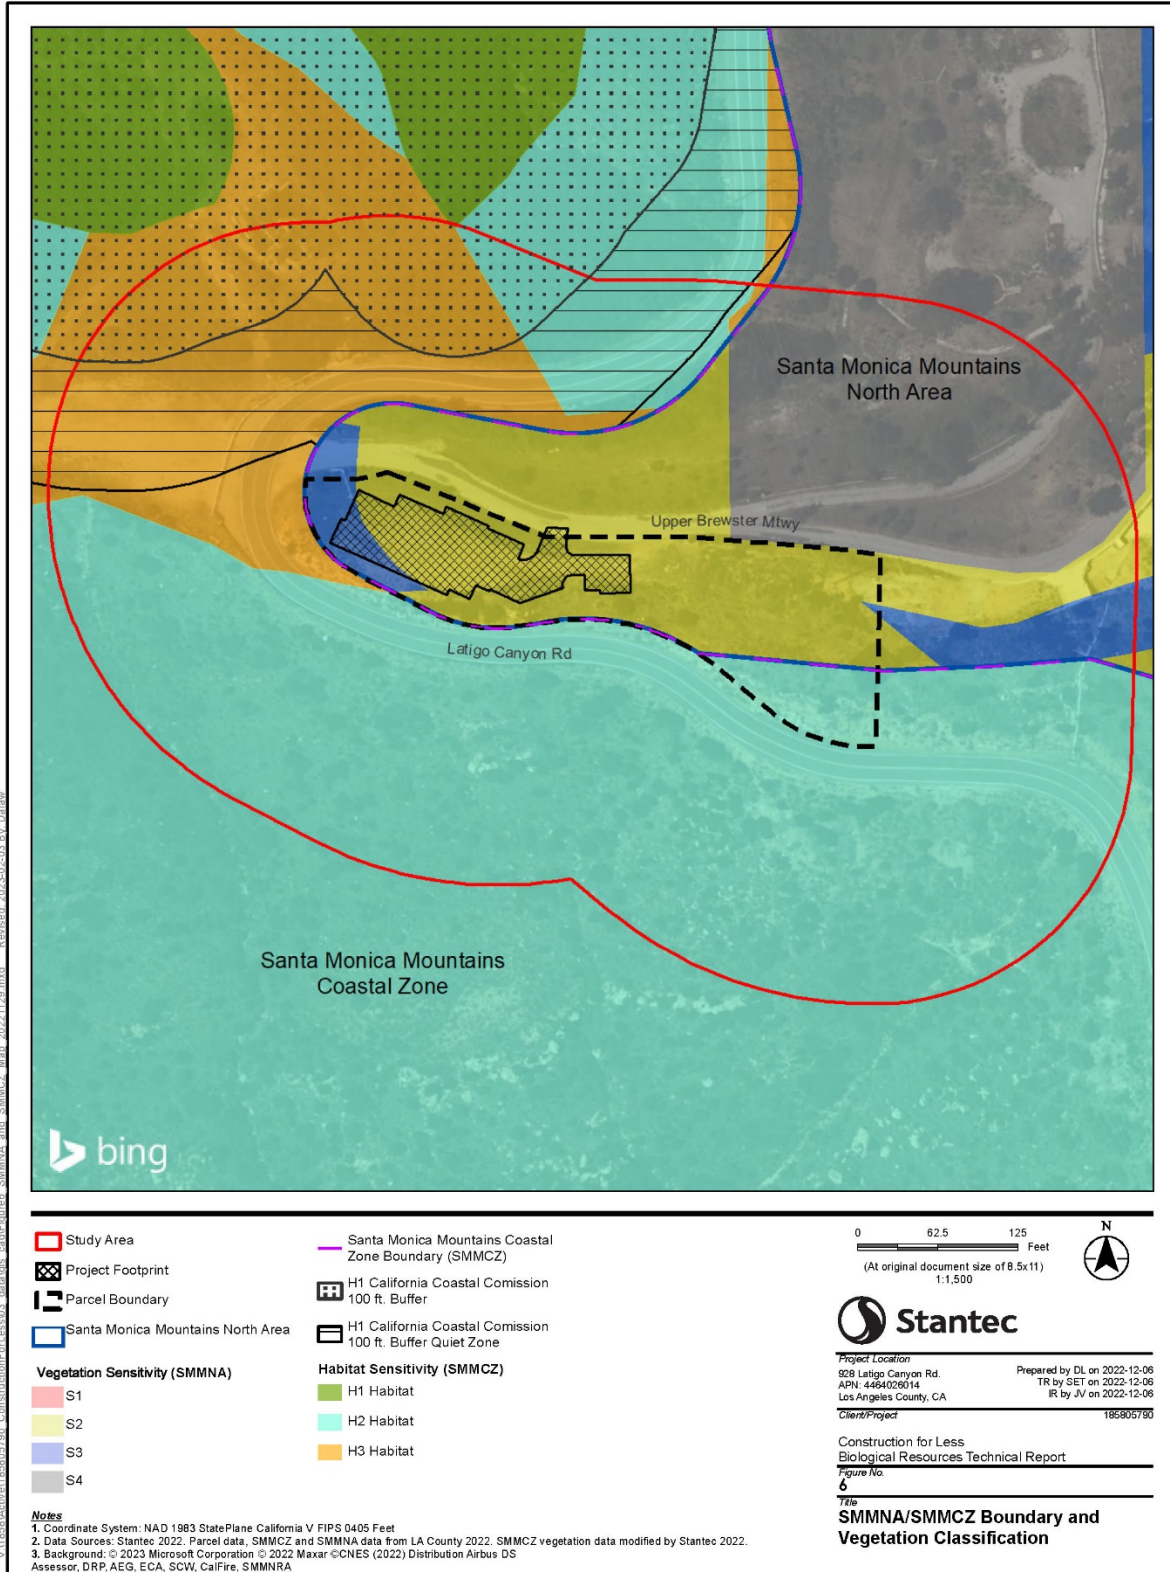 Santa Monica Mountains
North Area
Upper Brewster Mtwy
Latigo Canyon Rd
Santa Monica Mountains
Coastal Zone
bing
Revised: 2023-02-03 By: Dalaw
Study Area
Project Footprint
Parcel Boundary
Santa Monica Mountains North Area
Vegetation Sensitivity (SMMNA)
S1
S2
S3
S4
Santa Monica Mountains Coastal
Zone Boundary (SMMCZ)
H1 California Coastal Comission
100 ft. Buffer
H1 California Coastal Comission
100 ft. Buffer Quiet Zone
Habitat Sensitivity (SMMCZ)
H1 Habitat
H2 Habitat
H3 Habitat
0 62.5 125
Feet
(At original document size of 8.5x11)
1:1,500
N
Stantec
Project Location
928 Latigo Canyon Rd.
APN: 4464026014
Los Angeles County, CA
Prepared by DL on 2022-12-06
TR by SET on 2022-12-06
IR by JV on 2022-12-06
Client/Project 185805790
Construction for Less
Biological Resources Technical Report
Figure No.
6
Title
SMMNA/SMMCZ Boundary and
Vegetation Classification
Notes
1. Coordinate System: NAD 1983 StatePlane California V FIPS 0405 Feet
2. Data Sources: Stantec 2022. Parcel data, SMMCZ and SMMNA data from LA County 2022. SMMCZ vegetation data modified by Stantec 2022.
3. Background: © 2023 Microsoft Corporation © 2022 Maxar ©CNES (2022) Distribution Airbus DS
Assessor, DRP, AEG, ECA, SCW, CalFire, SMMNRA